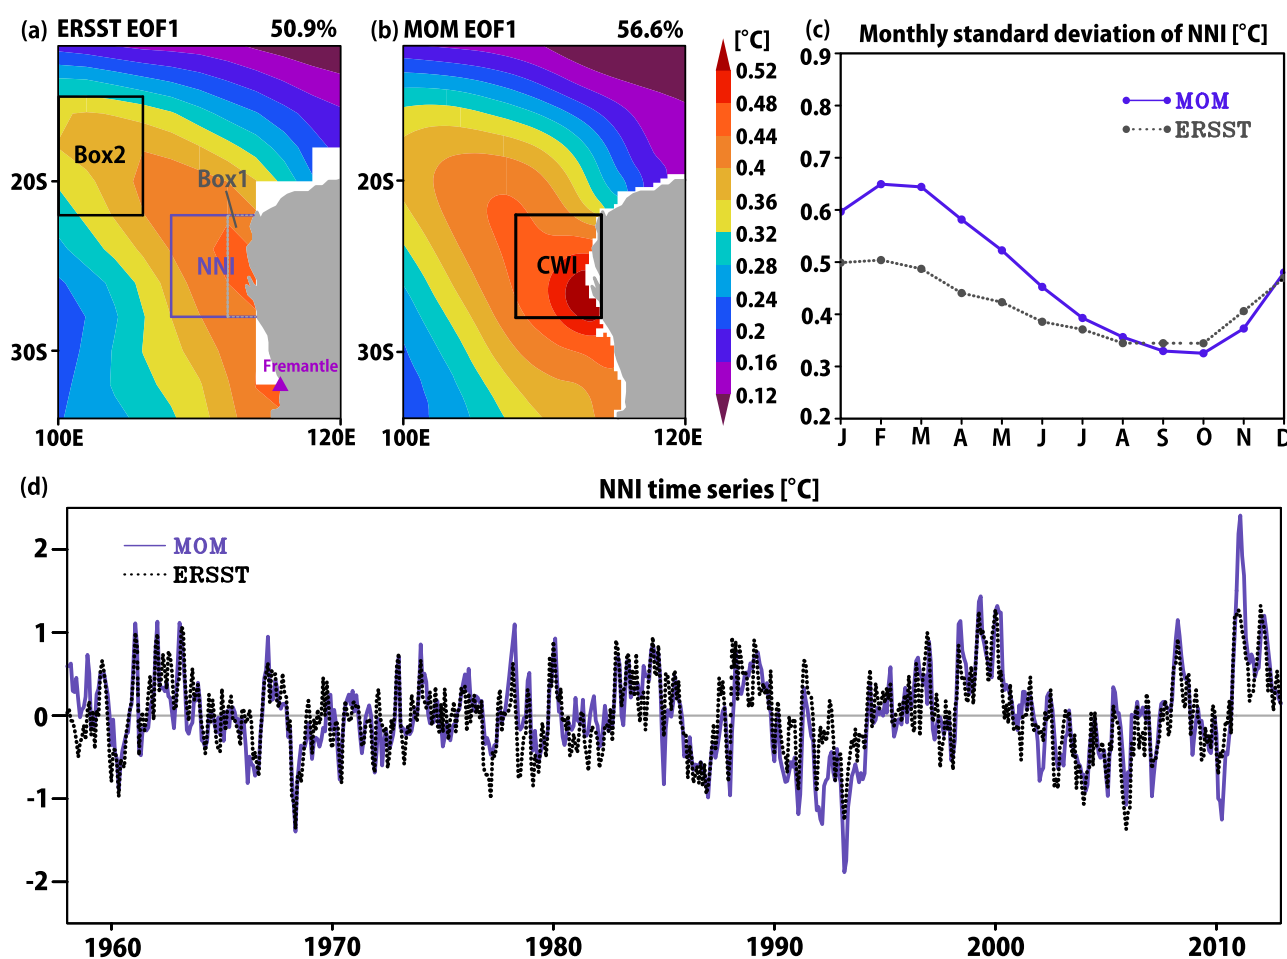 (a) ERSST EOF1 50.9%
(b) MOM EOF1 56.6%
[°C]
(c) Monthly standard deviation of NNI [°C]
Box2
Box1
NNI
Fremantle
20S
30S
100E 120E
CWI
20S
30S
100E 120E
0.52
0.48
0.44
0.4
0.36
0.32
0.28
0.24
0.2
0.16
0.12
0.9
0.8
0.7
0.6
0.5
0.4
0.3
0.2
MOM
ERSST
J F M A M J J A S O N D
(d) NNI time series [°C]
MOM
ERSST
2
1
0
-1
-2
1960 1970 1980 1990 2000 2010